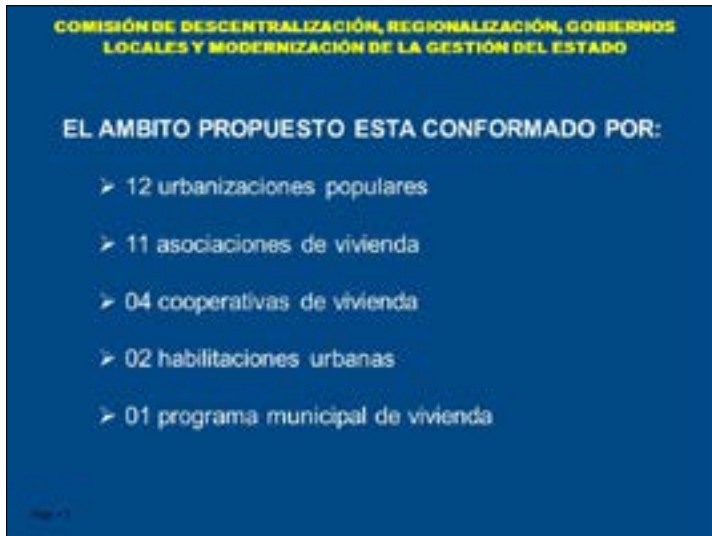 COMISIÓN DE DESCENTRALIZACIÓN, REGIONALIZACIÓN, GOBIERNOS
LOCALES Y MODERNIZACIÓN DE LA GESTIÓN DEL ESTADO
EL AMBITO PROPUESTO ESTA CONFORMADO POR:
➢ 12 urbanizaciones populares
➢ 11 asociaciones de vivienda
➢ 04 cooperativas de vivienda
➢ 02 habilitaciones urbanas
➢ 01 programa municipal de vivienda